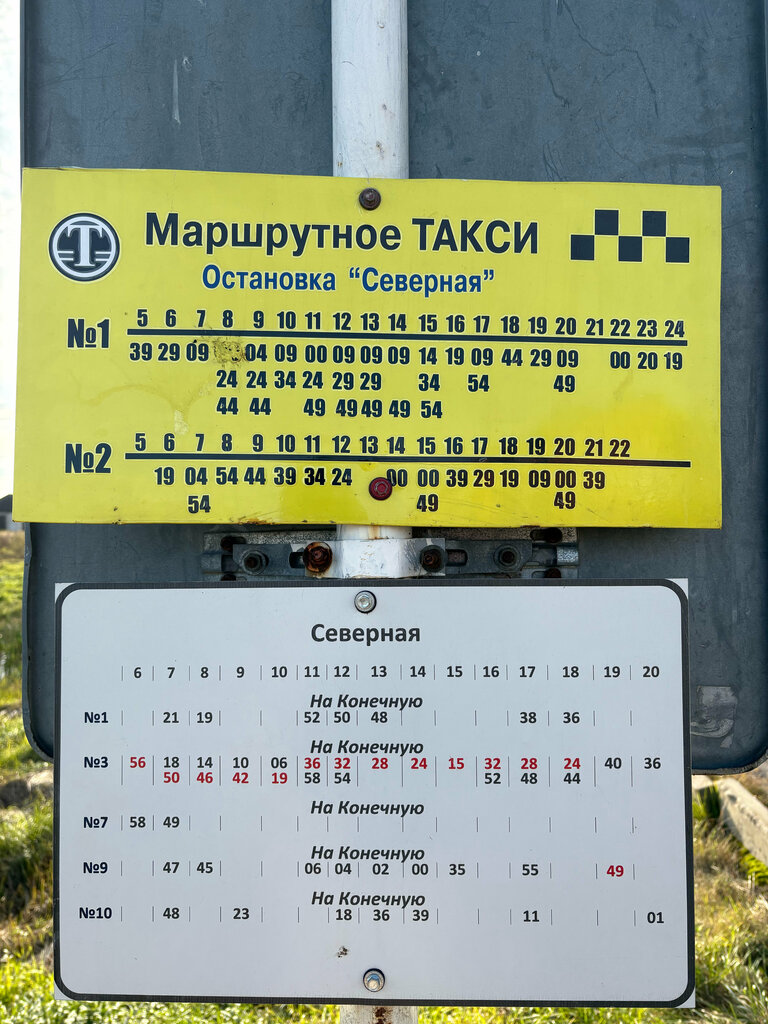 Т
Маршрутное ТАКСИ
Остановка “Северная”
5 6 7 8 9 10 11 12 13 14 15 16 17 18 19 20 21 22 23 24
№1
39 29 09 04 09 00 09 09 09 14 19 09 44 29 09 00 20 19
24 24 34 24 29 29 34 54 49
44 44 49 49 49 49 54
5 6 7 8 9 10 11 12 13 14 15 16 17 18 19 20 21 22
№2
19 04 54 44 39 34 24 00 00 39 29 19 09 00 39
54 49 49
Северная
6 7 8 9 10 11 12 13 14 15 16 17 18 19 20
На Конечную
№1 21 19 52 50 48 38 36
На Конечную
№3 56 18 14 10 06 36 32 28 24 15 32 28 24 40 36
50 46 42 19 58 54 52 48 44
На Конечную
№7 58 49
На Конечную
№9 47 45 06 04 02 00 35 55 49
На Конечную
№10 48 23 18 36 39 11 01